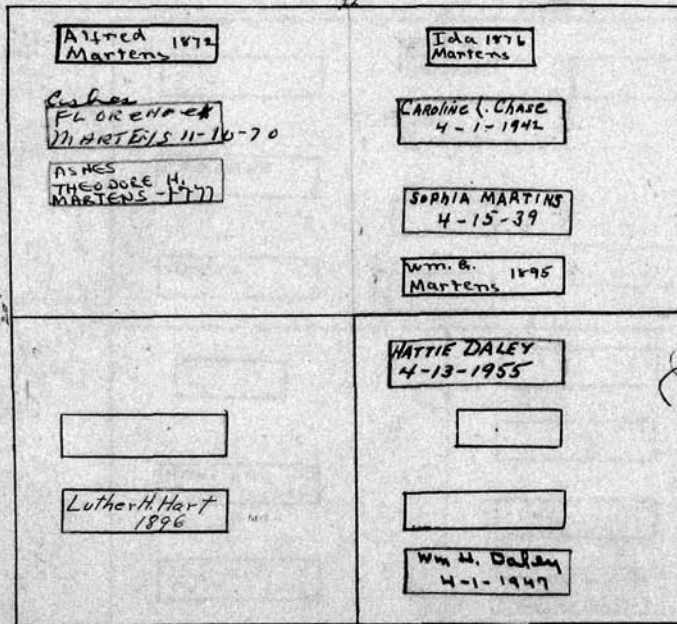 22
Alfred 1872
Martens
Ashes
FLORENCE
MARTENS 11-16-70
ASHES
THEODORE H.
MARTENS - 1977
Ida 1876
Martens
CAROLINE L. CHASE
4-1-1942
SOPHIA MARTINS
4-15-39
Wm. G. 1895
Martens
HATTIE DALEY
4-13-1955
Luther H. Hart
1896
Wm H. Daley
4-1-1947